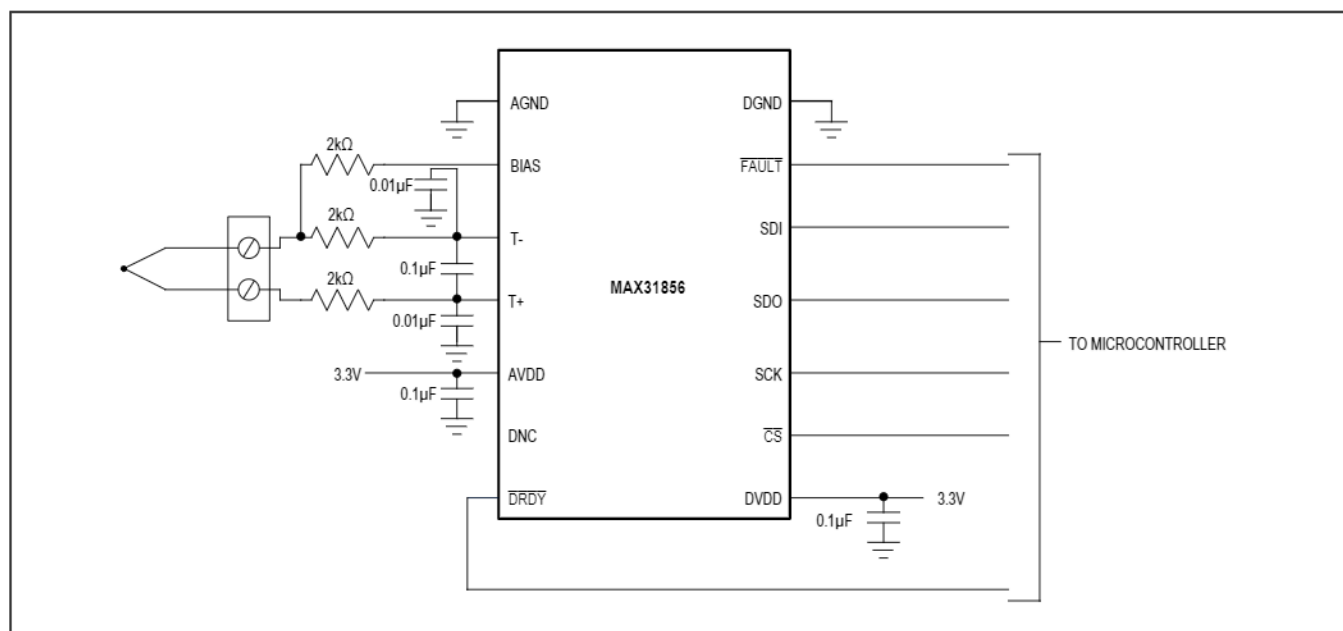 AGND
DGND
2kΩ
BIAS
FAULT
0.01µF
2kΩ
SDI
T-
0.1µF
MAX31856
2kΩ
T+
SDO
0.01µF
TO MICROCONTROLLER
3.3V
AVDD
SCK
0.1µF
DNC
CS
DRDY
DVDD
3.3V
0.1µF